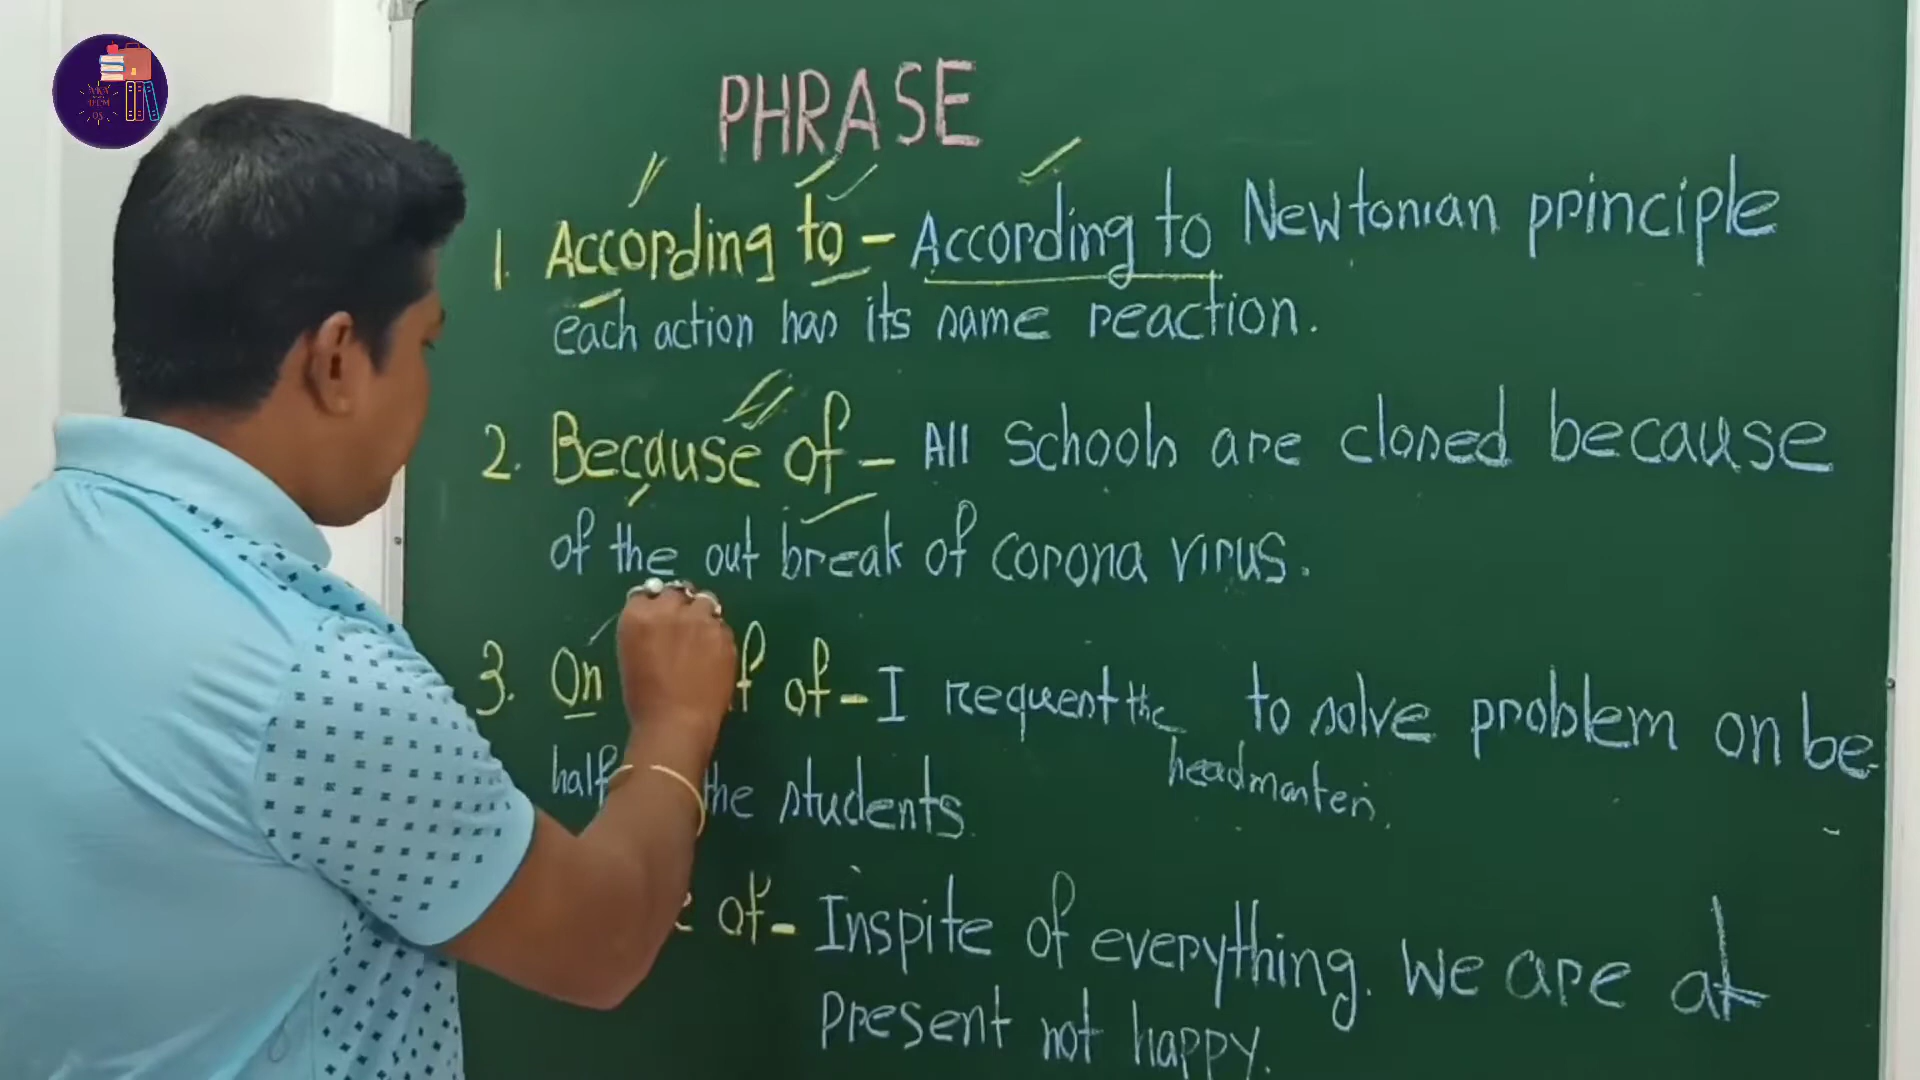 PHRASE
1. According to - According to Newtonian principle
each action has its same reaction.
2. Because of - All schools are closed because
of the out break of corona virus.
3. On of - I request the to solve problem on be-
headmasters.
half the students
of - Inspite of everything. We are at
present not happy.